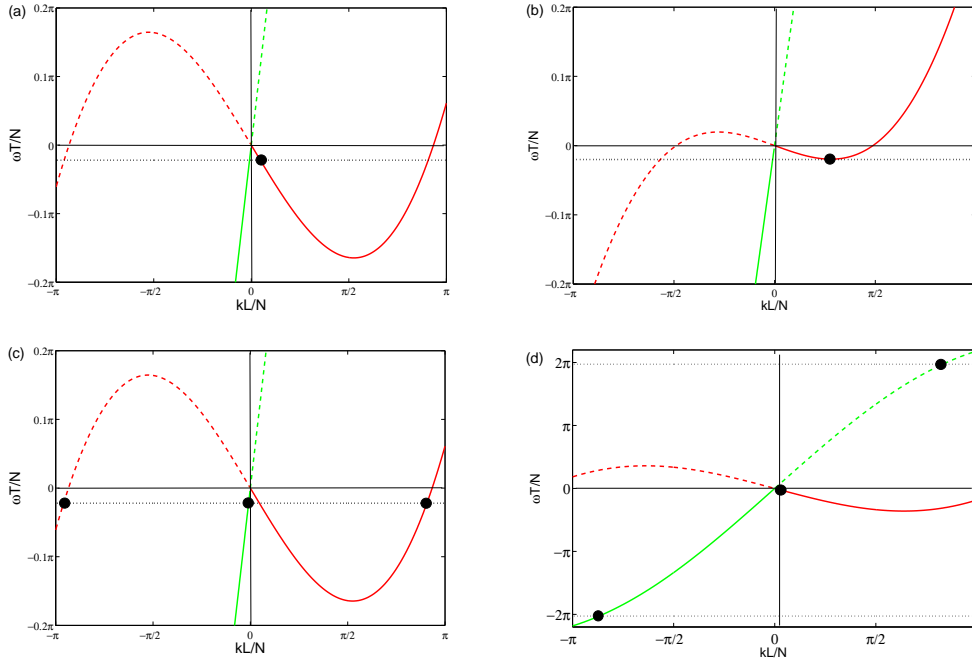 (a)
0.2π
0.1π
0
−0.1π
−0.2π
ωT/N
−π
−π/2
0
π/2
π
kL/N
(b)
0.2π
0.1π
0
−0.1π
−0.2π
ωT/N
−π
−π/2
0
π/2
kL/N
(c)
0.2π
0.1π
0
−0.1π
−0.2π
ωT/N
−π
−π/2
0
π/2
π
kL/N
(d)
2π
π
0
−π
−2π
ωT/N
−π
−π/2
0
π/2
kL/N